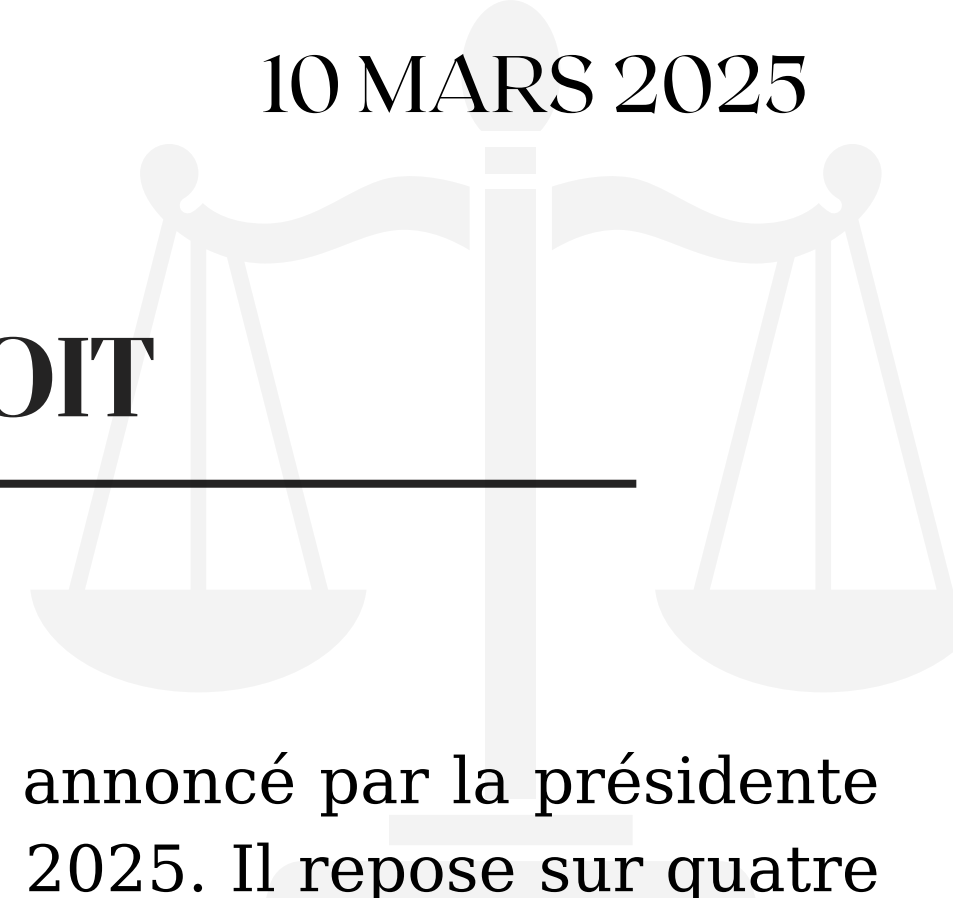 10 MARS 2025
OIT
annoncé par la présidente
2025. Il repose sur quatre